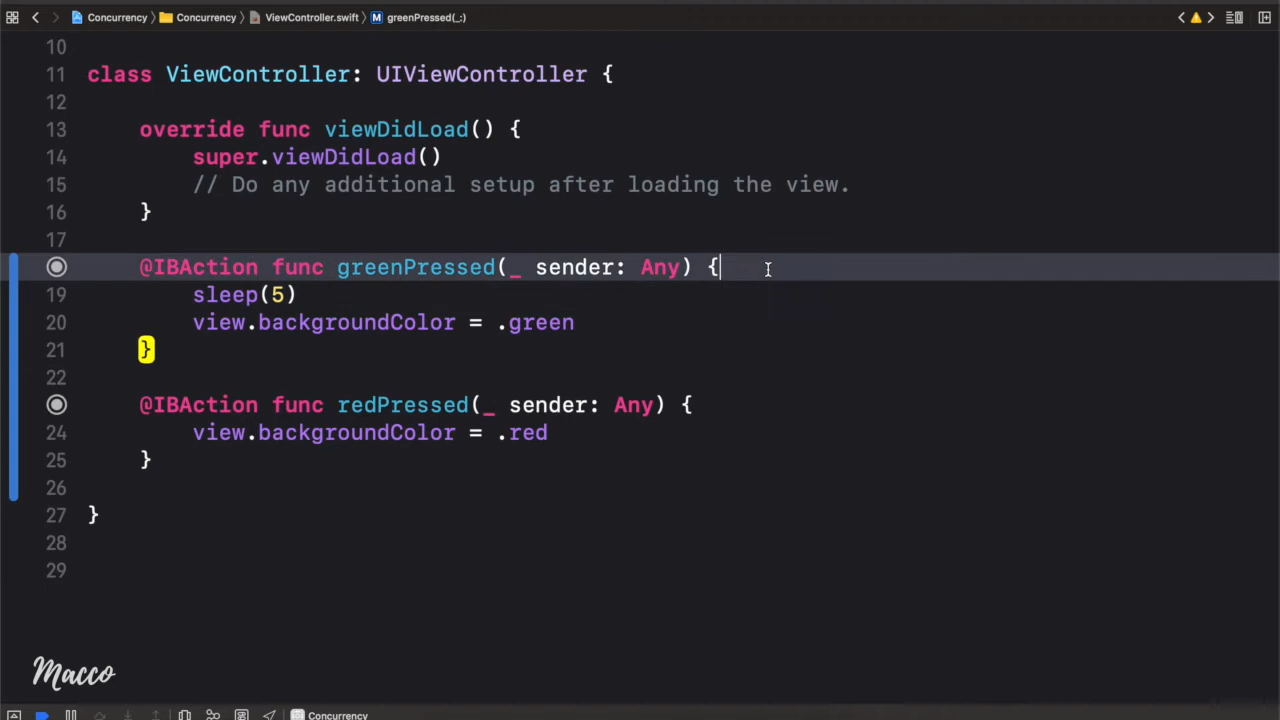 Concurrency Concurrency ViewController.swift M greenPressed(_:)
10
11 class ViewController: UIViewController {
12
13 override func viewDidLoad() {
14 super.viewDidLoad()
15 // Do any additional setup after loading the view.
16 }
17
@IBAction func greenPressed(_ sender: Any) {
19 sleep(5)
20 view.backgroundColor = .green
21 }
22
@IBAction func redPressed(_ sender: Any) {
24 view.backgroundColor = .red
25 }
26
27 }
28
29
Macco
Concurrency